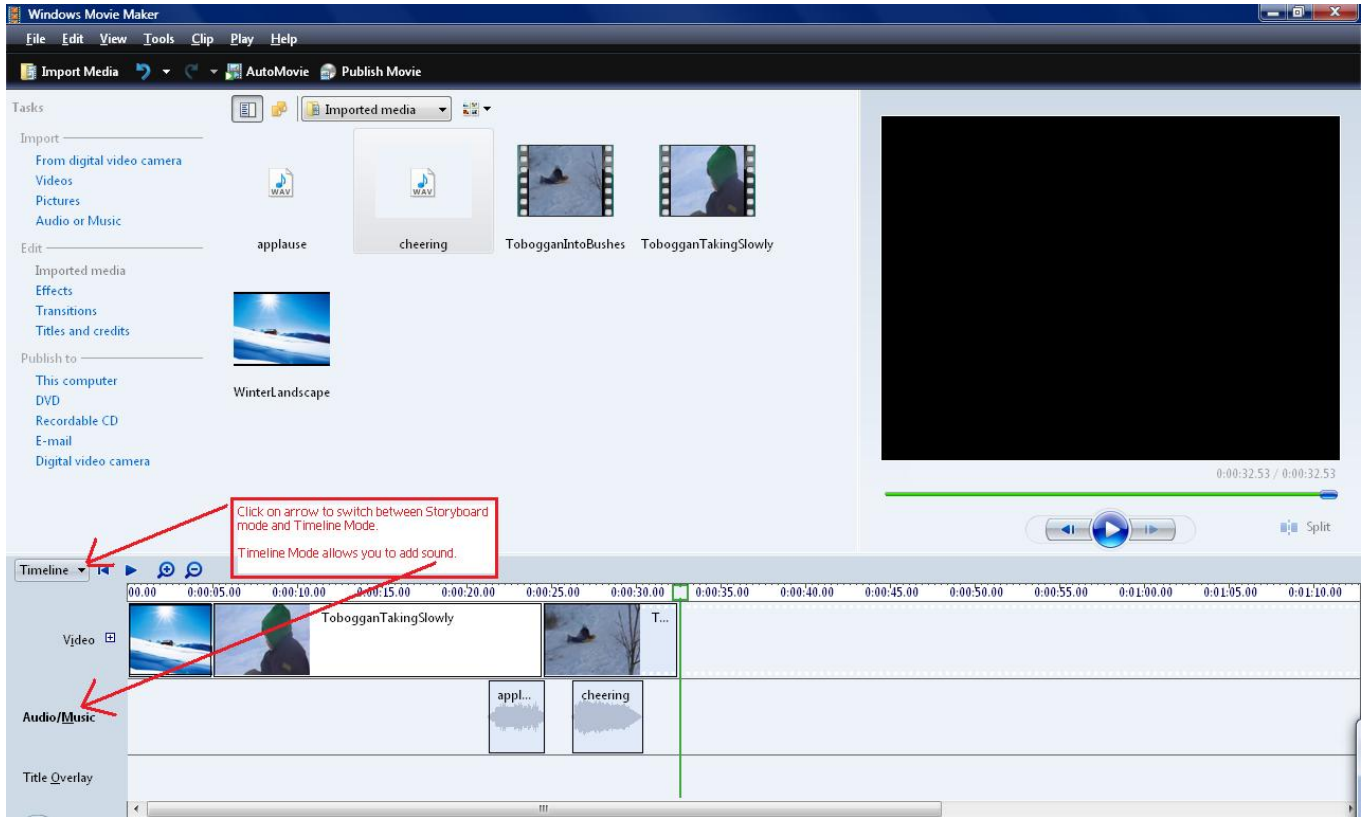 Windows Movie Maker
File Edit View Tools Clip Play Help
Import Media AutoMovie Publish Movie
Tasks
Imported media
Import
From digital video camera
Videos
Pictures
Audio or Music
Edit
Imported media
Effects
Transitions
Titles and credits
Publish to
This computer
DVD
Recordable CD
E-mail
Digital video camera
WAV
WAV
applause cheering TobogganIntoBushes TobogganTakingSlowly
WinterLandscape
0:00:32.53 / 0:00:32.53
Split
Click on arrow to switch between Storyboard
mode and Timeline Mode.
Timeline Mode allows you to add sound.
Timeline
00.00 0:00:05.00 0:00:10.00 0:00:15.00 0:00:20.00 0:00:25.00 0:00:30.00 0:00:35.00 0:00:40.00 0:00:45.00 0:00:50.00 0:00:55.00 0:01:00.00 0:01:05.00 0:01:10.00
Video TobogganTakingSlowly T...
Audio/Music appl... cheering
Title Overlay